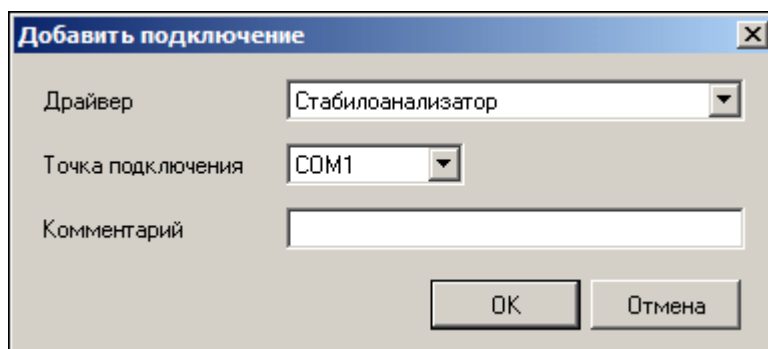 Добавить подключение
Драйвер Стабилоанализатор
Точка подключения COM1
Комментарий
OK Отмена